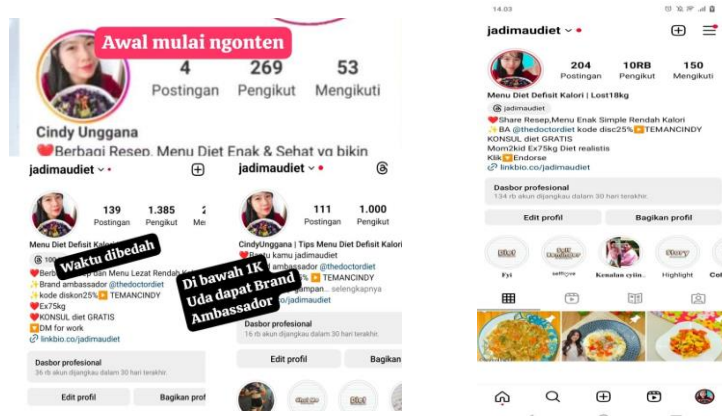 Awal mulai ngonten
4 269 53
Postingan Pengikut Mengikuti
Cindy Unggana
Berbagi Resep, Menu Diet Enak & Sehat yg bikin
jadimaudiet
139 1.385
Postingan Pengikut
Menu Diet Defisit
Waktu dibedah
dan Menu Lezat Rendah
Brand ambassador @thedoctordiet
kode diskon25% TEMANCINDY
Ex75kg
KONSUL diet GRATIS
DM for work
linkbio.co/jadimaudiet
Dasbor profesional
36 rb akun dijangkau dalam 30 hari terakhir.
Edit profil Bagikan prof
jadimaudiet
111 1.000
Postingan Pengikut
CindyUnggana | Tips Menu Diet Defisit Kalori
kamu jadimaudiet
ambassador @thedoctordiet
TEMANCINDY
selengkapnya
/jadimaudiet
Di bawah 1K
Uda dapat Brand
Ambassador
Dasbor profesional
16 rb akun dijangkau dalam 30 hari terakhir.
Edit profil Bagikan
Diet
14.03
jadimaudiet
204 10RB 150
Postingan Pengikut Mengikuti
Menu Diet Defisit Kalori | Lost18kg
jadimaudiet
Share Resep,Menu Enak Simple Rendah Kalori
BA @thedoctordiet kode disc25% TEMANCINDY
KONSUL diet GRATIS
Mom2kid Ex75kg Diet realistis
Klik Endorse
linkbio.co/jadimaudiet
Dasbor profesional
134 rb akun dijangkau dalam 30 hari terakhir.
Edit profil Bagikan profil
Diet Self Reminder Story
Fyi selflove Kenalan cyiin.. Highlight